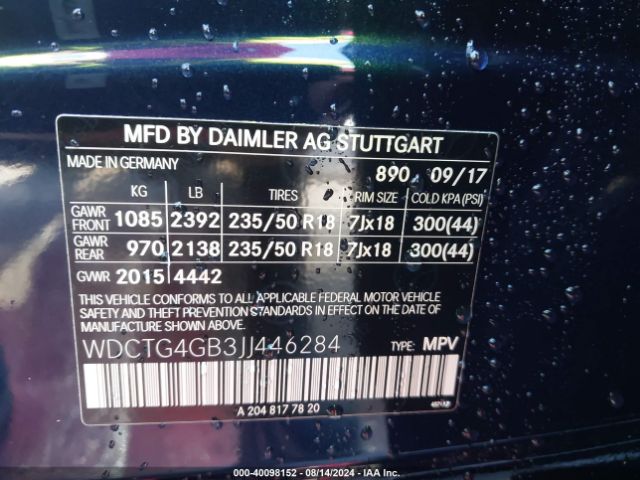 MFD BY DAIMLER AG STUTTGART
MADE IN GERMANY 890 09/17
KG LB TIRES RIM SIZE COLD KPA (PSI)
GAWR FRONT 1085 2392 235/50 R18 7Jx18 300(44)
GAWR REAR 970 2138 235/50 R18 7Jx18 300(44)
GVWR 2015 4442
THIS VEHICLE CONFORMS TO ALL APPLICABLE FEDERAL MOTOR VEHICLE
SAFETY AND THEFT PREVENTION STANDARDS IN EFFECT ON THE DATE OF
MANUFACTURE SHOWN ABOVE.
WDCTG4GB3JJ446284 TYPE: MPV
A 204 817 78 20
000-40098152 - 08/14/2024 - IAAI Corp.